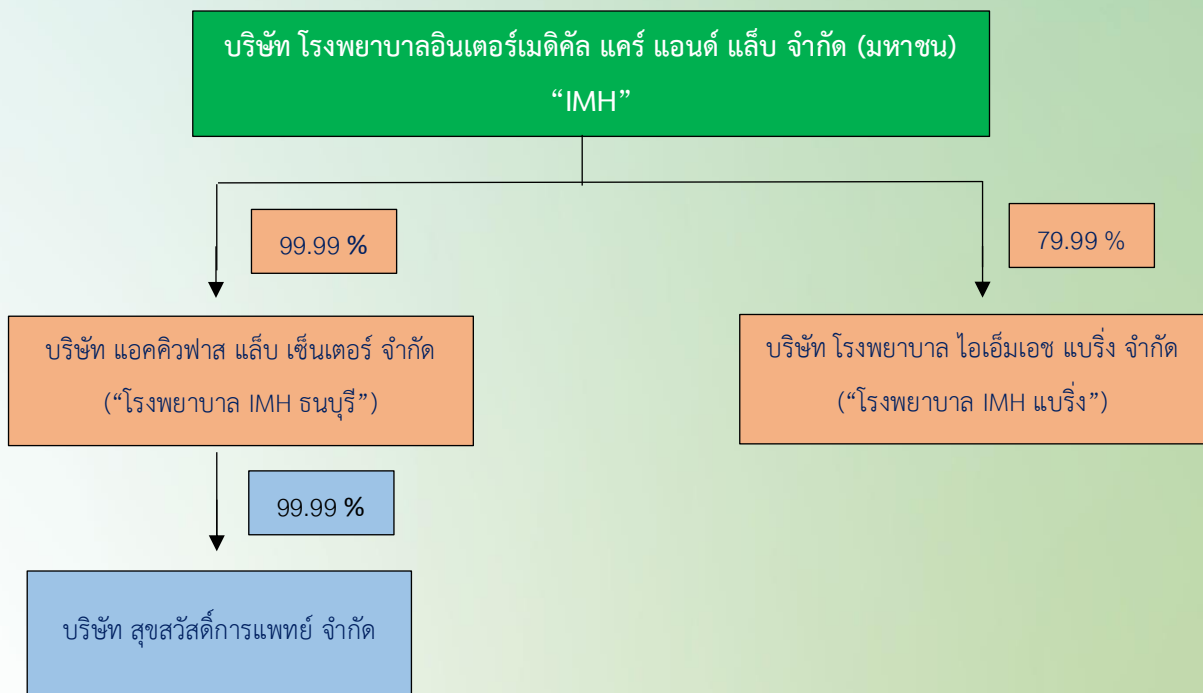 บริษัท โรงพยาบาลอินเตอร์เมดิคัล แคร์ แอนด์ แล็บ จำกัด (มหาชน)
“IMH”
99.99 %
79.99 %
บริษัท แอคคิวฟาส แล็บ เซ็นเตอร์ จำกัด
(“โรงพยาบาล IMH ธนบุรี”)
บริษัท โรงพยาบาล ไอเอ็มเอช แบริ่ง จำกัด
(“โรงพยาบาล IMH แบริ่ง”)
99.99 %
บริษัท สุขสวัสดิ์การแพทย์ จำกัด